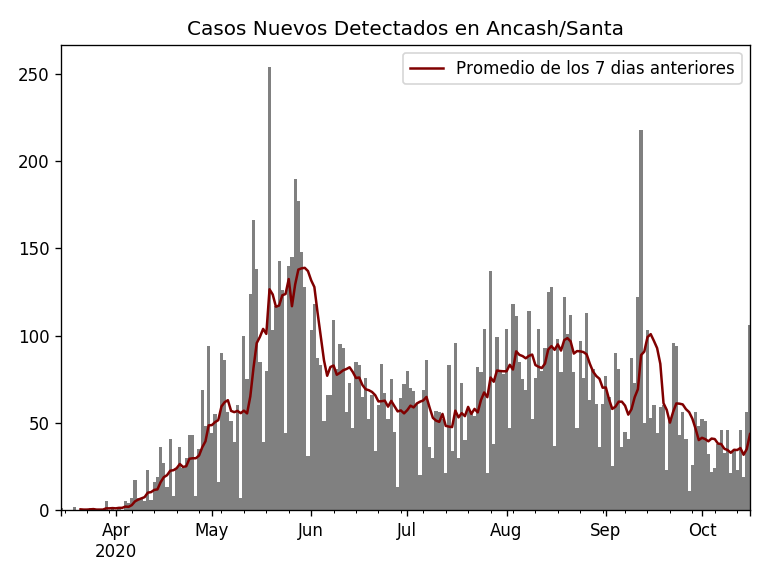 Casos Nuevos Detectados en Ancash/Santa
Promedio de los 7 dias anteriores
250
200
150
100
50
0
Apr May Jun Jul Aug Sep Oct
2020